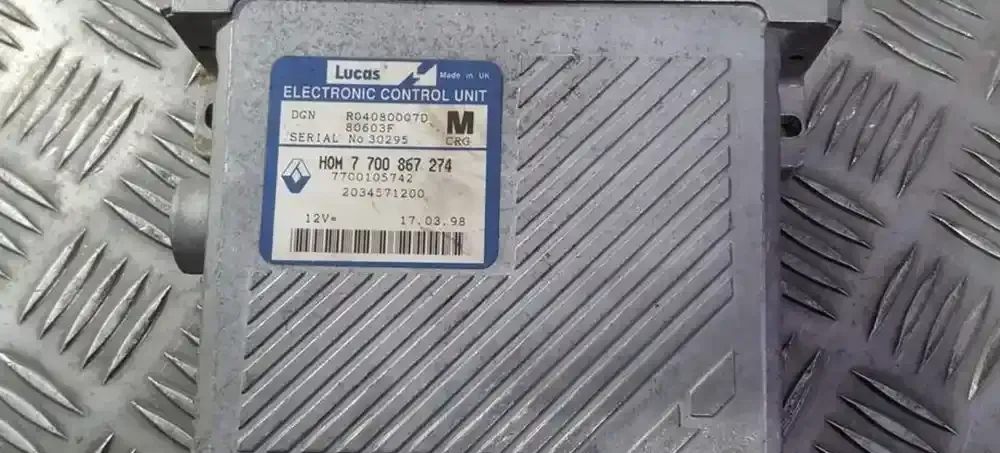 Lucas Made in UK
ELECTRONIC CONTROL UNIT
DGN R04080007D M
80603F
SERIAL No 30295 CRG
HOM 7 700 867 274
7700105742
2034571200
12V= 17.03.98